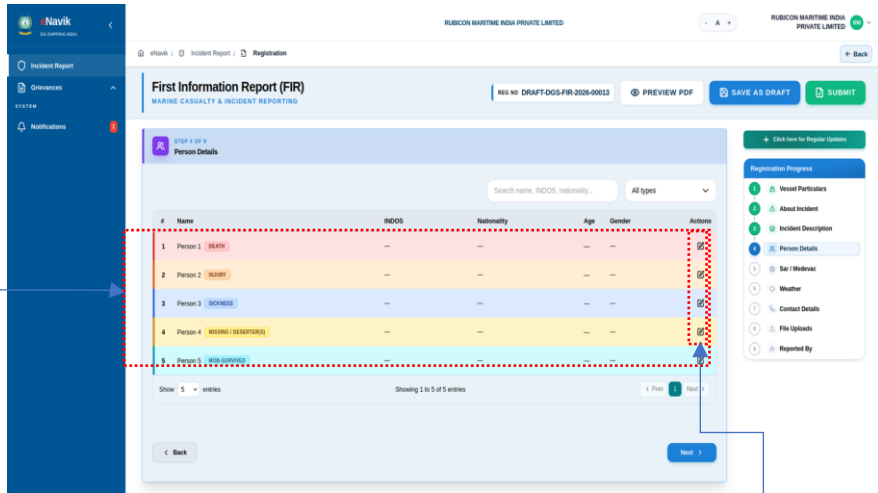 eNavik
DG SHIPPING INDIA
RUBICON MARITIME INDIA PRIVATE LIMITED
- A +
RUBICON MARITIME INDIA
PRIVATE LIMITED
RM
eNavik / Incident Report / Registration
← Back
Incident Report
Grievances
SYSTEM
Notifications
1
First Information Report (FIR)
MARINE CASUALTY & INCIDENT REPORTING
REG NO DRAFT-DGS-FIR-2026-00013
PREVIEW PDF
SAVE AS DRAFT
SUBMIT
STEP 4 OF 9
Person Details
+ Click here for Regular Updates
Registration Progress
1 Vessel Particulars
2 About Incident
3 Incident Description
4 Person Details
5 Sar / Medevac
6 Weather
7 Contact Details
8 File Uploads
9 Reported By
Search name, INDOS, nationality...
All types
# Name INDOS Nationality Age Gender Actions
1 Person 1 DEATH — — — —
2 Person 2 INJURY — — — —
3 Person 3 SICKNESS — — — —
4 Person 4 MISSING / DESERTER(S) — — — —
5 Person 5 MOB-SURVIVED — — — —
Show 5 entries
Showing 1 to 5 of 5 entries
< Prev 1 Next >
< Back
Next >